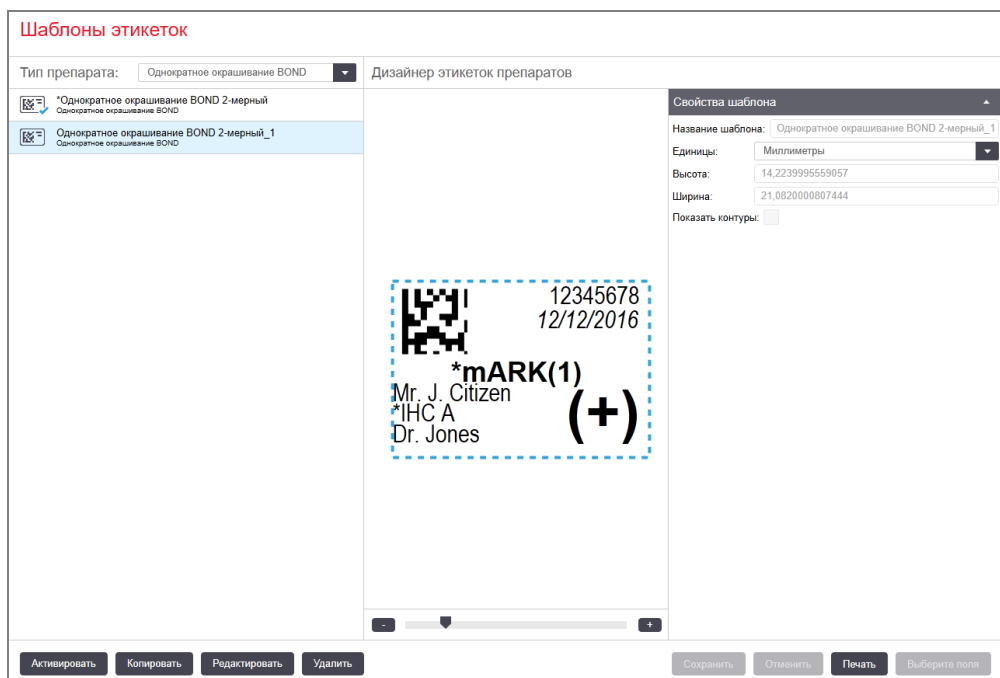 Шаблоны этикеток
Тип препарата: Однократное окрашивание BOND
Дизайнер этикеток препаратов
*Однократное окрашивание BOND 2-мерный
Однократное окрашивание BOND
Однократное окрашивание BOND 2-мерный_1
Однократное окрашивание BOND
12345678
12/12/2016
*mARK(1)
Mr. J. Citizen
*IHC A
Dr. Jones
(+)
- +
Свойства шаблона
Название шаблона: Однократное окрашивание BOND 2-мерный_1
Единицы: Миллиметры
Высота: 14,2239995559057
Ширина: 21,0820000807444
Показать контуры:
Активировать Копировать Редактировать Удалить
Сохранить Отменить Печать Выберите поля